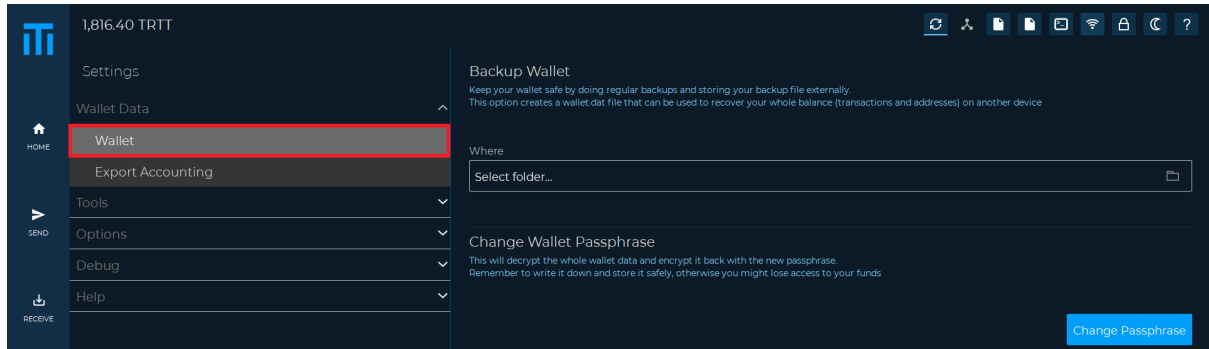 iTi
1,816.40 TRTT
?
Settings
Wallet Data
Wallet
Export Accounting
Tools
Options
Debug
Help
HOME
SEND
RECEIVE
Backup Wallet
Keep your wallet safe by doing regular backups and storing your backup file externally.
This option creates a wallet.dat file that can be used to recover your whole balance (transactions and addresses) on another device
Where
Select folder...
Change Wallet Passphrase
This will decrypt the whole wallet data and encrypt it back with the new passphrase.
Remember to write it down and store it safely, otherwise you might lose access to your funds
Change Passphrase